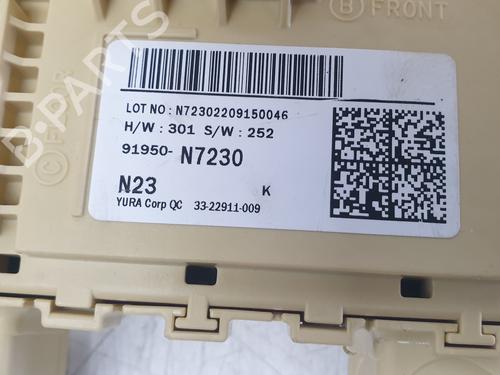 B FRONT
LOT NO : N72302209150046
H/W : 301 S/W : 252
91950- N7230
N23 K
YURA Corp QC 33-22911-009
B-PARTS